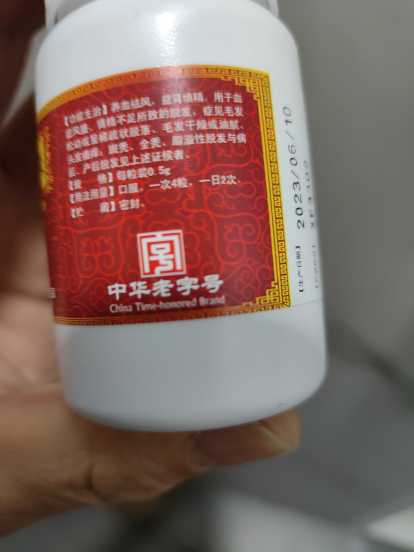 【功能主治】养血祛风，益肾填精。用于血
虚风盛、肾精不足所致的脱发，症见毛发
松动或呈稀疏状脱落、毛发干燥或油腻、
头皮瘙痒；斑秃、全秃、脂溢性脱发与病
后、产后脱发见上述证候者。
【规　　格】每粒装0.5g
【用法用量】口服。一次4粒，一日2次。
【贮　　藏】密封。
中华老字号
China Time-honored Brand
2023/06/10